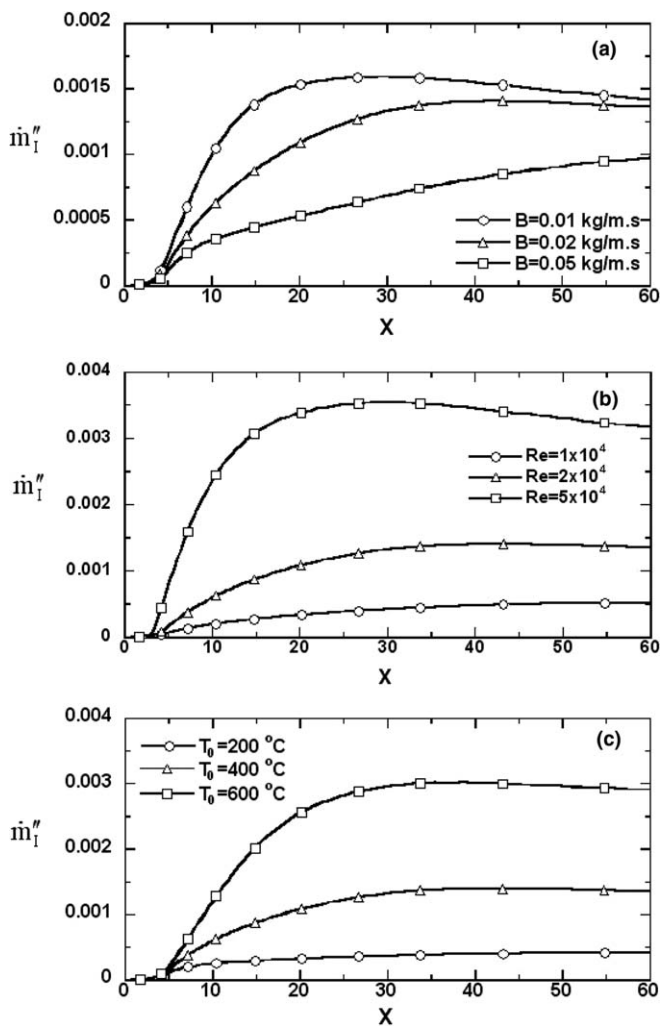 0.002
(a)
0.0015
ṁ″I
0.001
0.0005
B=0.01 kg/m.s
B=0.02 kg/m.s
B=0.05 kg/m.s
0
0 10 20 30 40 50 60
X
0.004
(b)
0.003
Re=1x10⁴
Re=2x10⁴
Re=5x10⁴
ṁ″I
0.002
0.001
0
0 10 20 30 40 50 60
X
0.004
(c)
T₀=200 °C
T₀=400 °C
T₀=600 °C
0.003
ṁ″I
0.002
0.001
0
0 10 20 30 40 50 60
X